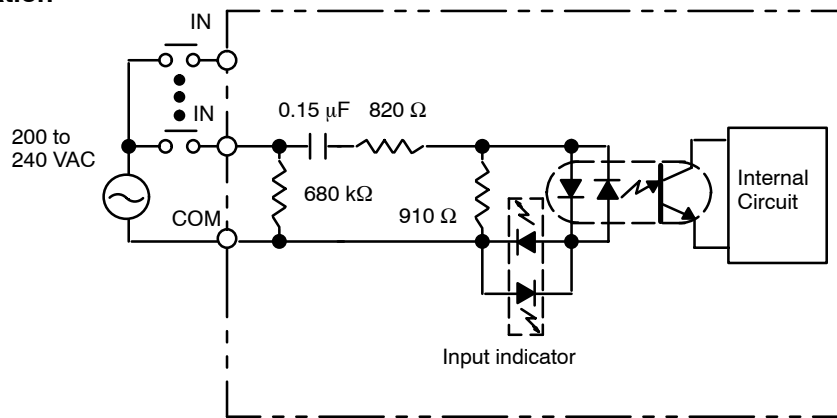 IN
IN
0.15 μF 820 Ω
200 to
240 VAC
680 kΩ
910 Ω
COM
Internal
Circuit
Input indicator